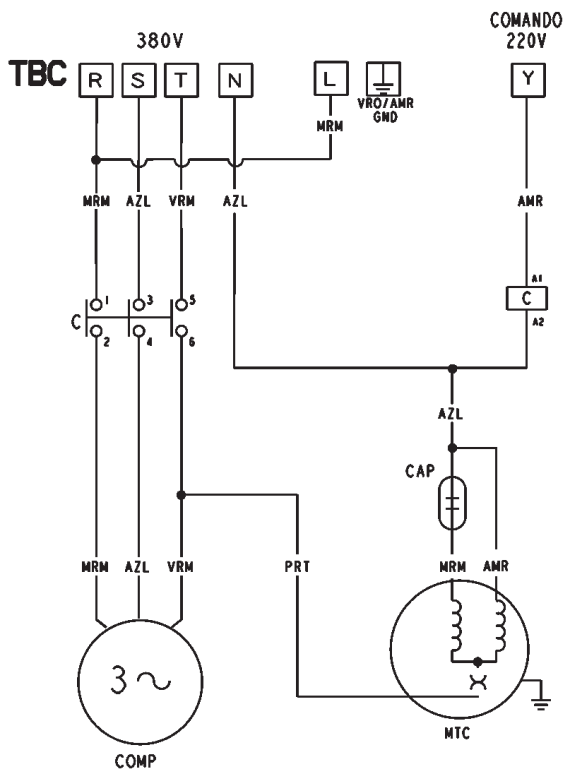 COMANDO
380V
220V
TBC R S T N L Y
VRO/AMR
GND
MRM
MRM AZL VRM AZL AMR
A1
C
A2
1 3 5
C
2 4 6
AZL
CAP
MRM AZL VRM PRT MRM AMR
3~
MTC
COMP